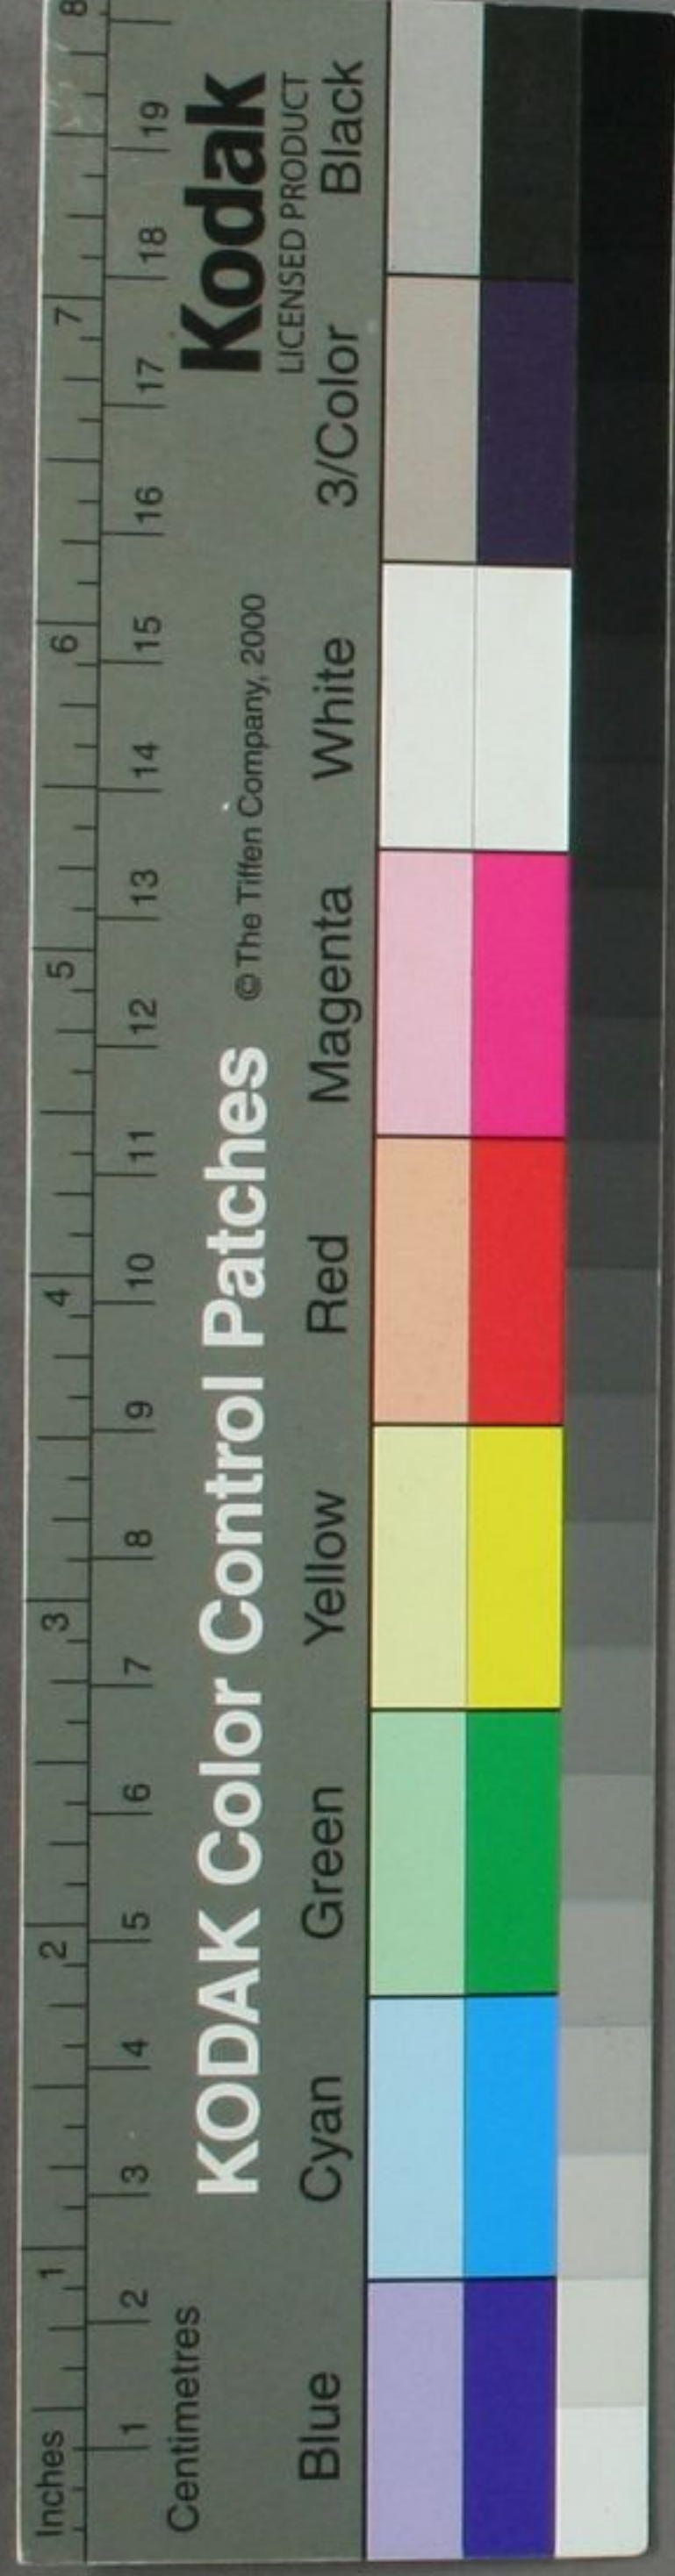 Inches 1 2 3 4 5 6 7 8
1 2 3 4 5 6 7 8 9 10 11 12 13 14 15 16 17 18 19
Centimetres
KODAK Color Control Patches © The Tiffen Company, 2000 Kodak
LICENSED PRODUCT
Blue Cyan Green Yellow Red Magenta White 3/Color Black